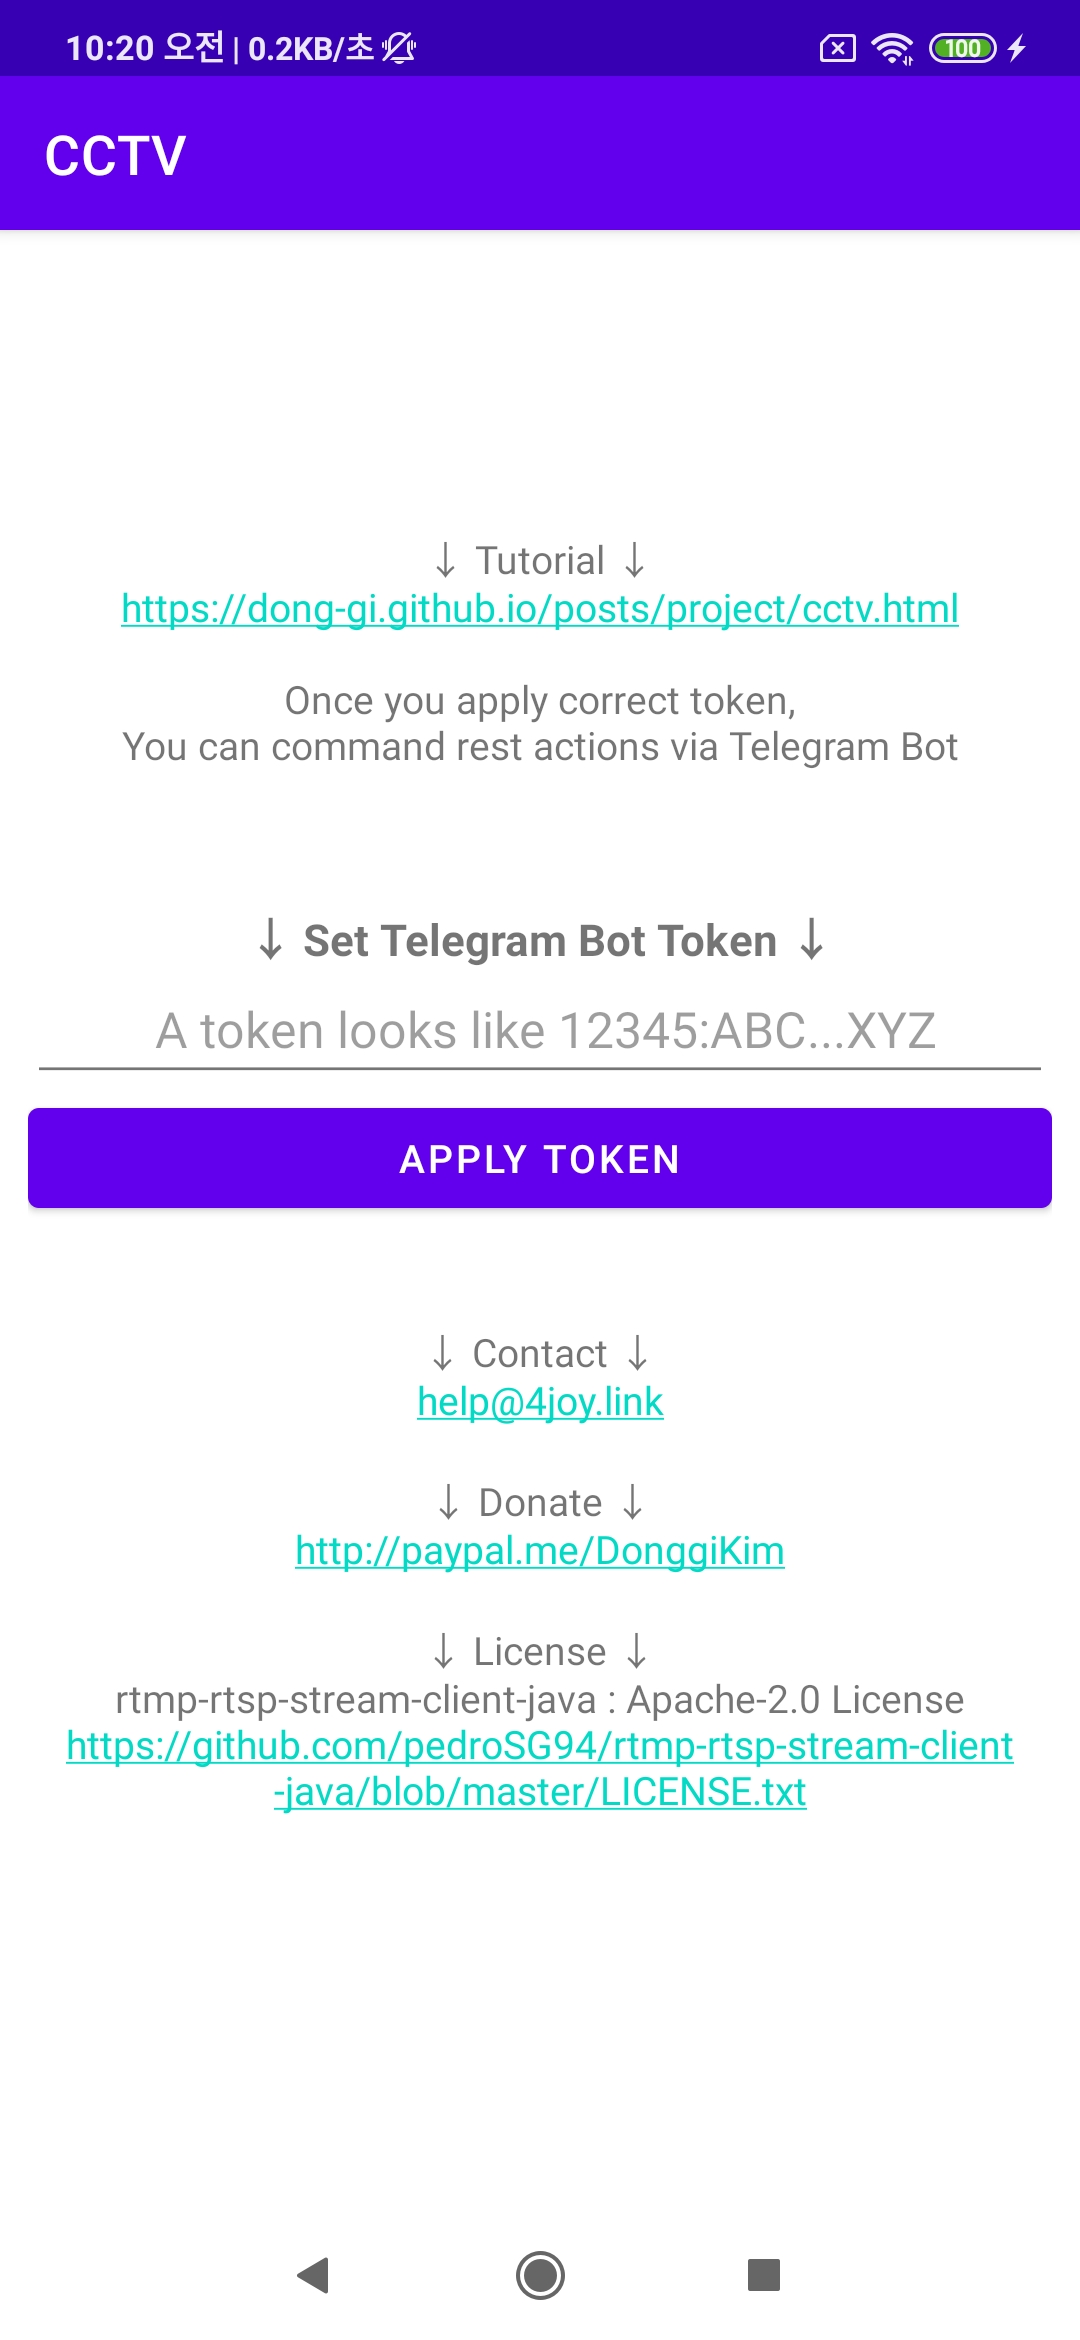 10:20 오전 | 0.2KB/초
100
CCTV
↓ Tutorial ↓
https://dong-gi.github.io/posts/project/cctv.html
Once you apply correct token,
You can command rest actions via Telegram Bot
↓ Set Telegram Bot Token ↓
A token looks like 12345:ABC...XYZ
APPLY TOKEN
↓ Contact ↓
help@4joy.link
↓ Donate ↓
http://paypal.me/DonggiKim
↓ License ↓
rtmp-rtsp-stream-client-java : Apache-2.0 License
https://github.com/pedroSG94/rtmp-rtsp-stream-client
-java/blob/master/LICENSE.txt